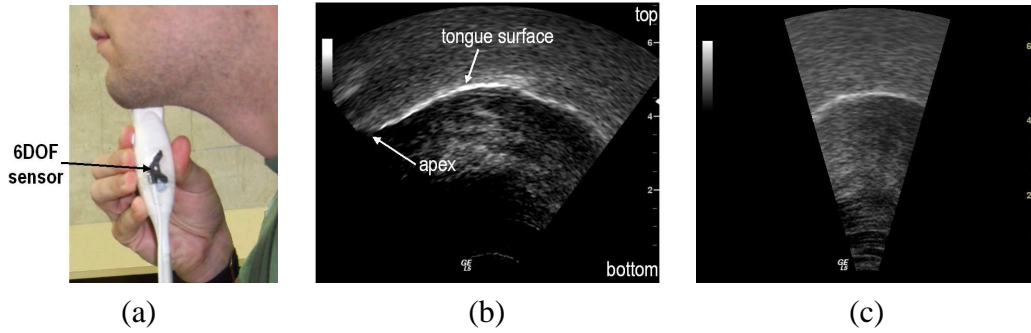 6DOF
sensor
tongue surface
apex
top
6
4
2
GE
LS
bottom
6
4
2
GE
LS
(a)
(b)
(c)